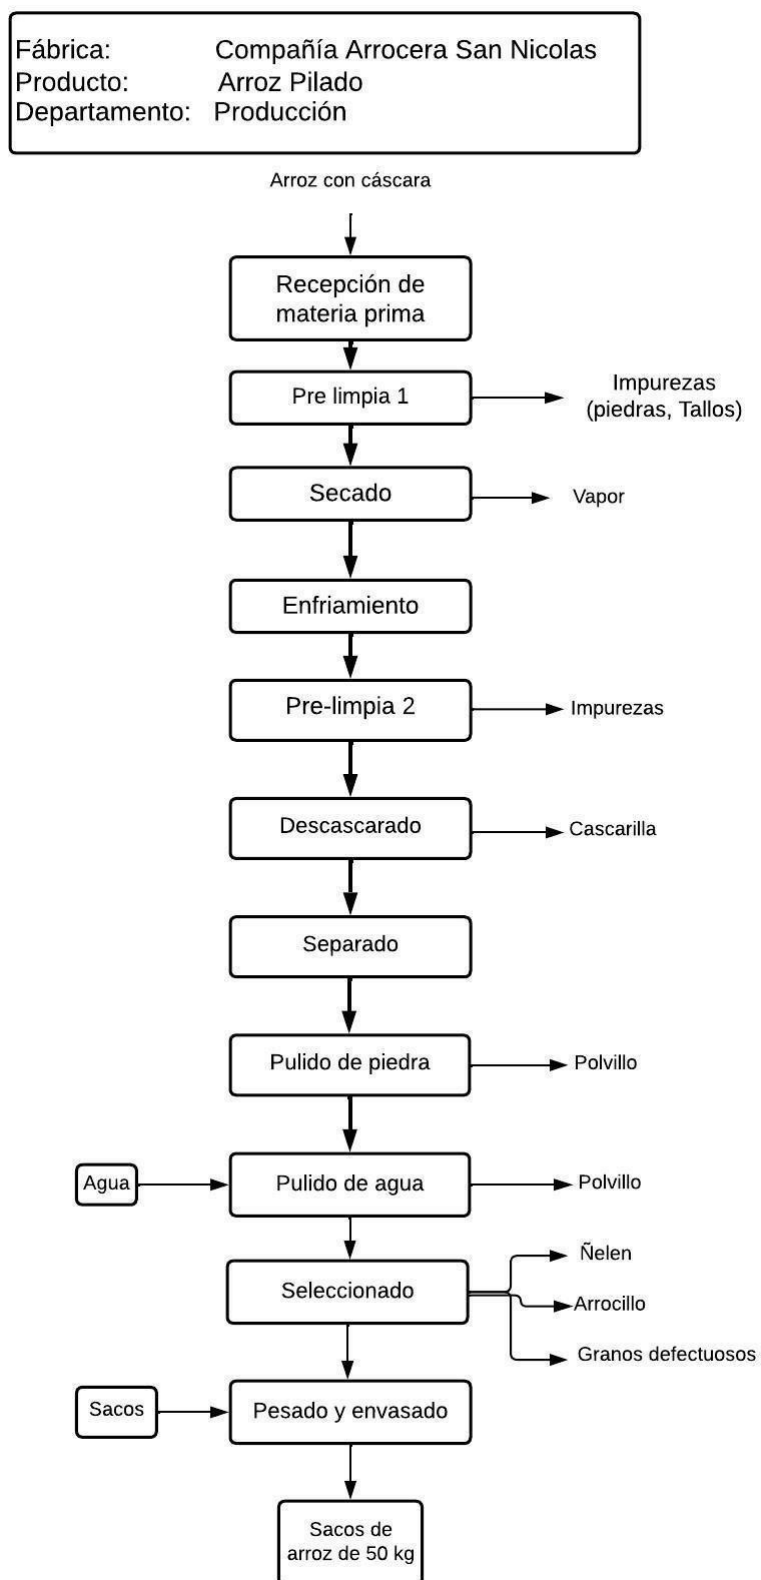 Fábrica: Compañía Arrocera San Nicolas
Producto: Arroz Pilado
Departamento: Producción
Arroz con cáscara
Recepción de
materia prima
Pre limpia 1
Impurezas
(piedras, Tallos)
Secado
Vapor
Enfriamiento
Pre-limpia 2
Impurezas
Descascarado
Cascarilla
Separado
Pulido de piedra
Polvillo
Agua
Pulido de agua
Polvillo
Seleccionado
Ñelen
Arrocillo
Granos defectuosos
Sacos
Pesado y envasado
Sacos de
arroz de 50 kg